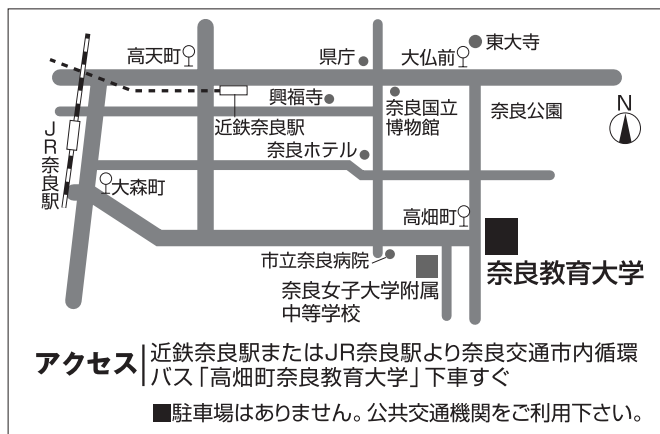 高天町
県庁
大仏前
東大寺
興福寺
近鉄奈良駅
奈良国立
博物館
奈良公園
N
JR奈良駅
奈良ホテル
大森町
高畑町
市立奈良病院
奈良女子大学附属
中等学校
奈良教育大学
アクセス
近鉄奈良駅またはJR奈良駅より奈良交通市内循環
バス「高畑町奈良教育大学」下車すぐ
■駐車場はありません。公共交通機関をご利用下さい。